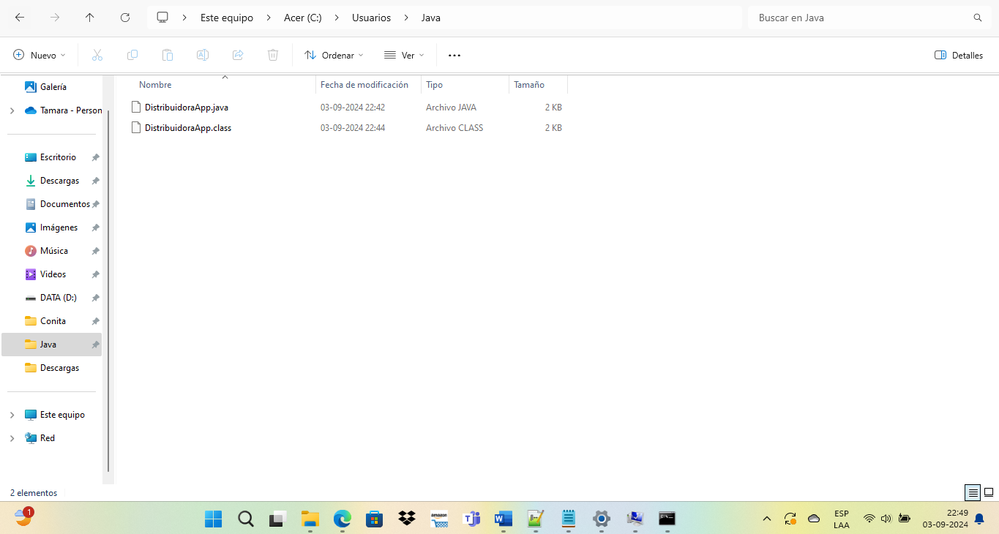 Este equipo > Acer (C:) > Usuarios > Java
Buscar en Java
Nuevo
Ordenar
Ver
Detalles
Galería
Tamara - Person
Escritorio
Descargas
Documentos
Imágenes
Música
Videos
DATA (D:)
Conita
Java
Descargas
Este equipo
Red
Nombre Fecha de modificación Tipo Tamaño
DistribuidoraApp.java 03-09-2024 22:42 Archivo JAVA 2 KB
DistribuidoraApp.class 03-09-2024 22:44 Archivo CLASS 2 KB
2 elementos
1
amazon
ESP
LAA
22:49
03-09-2024